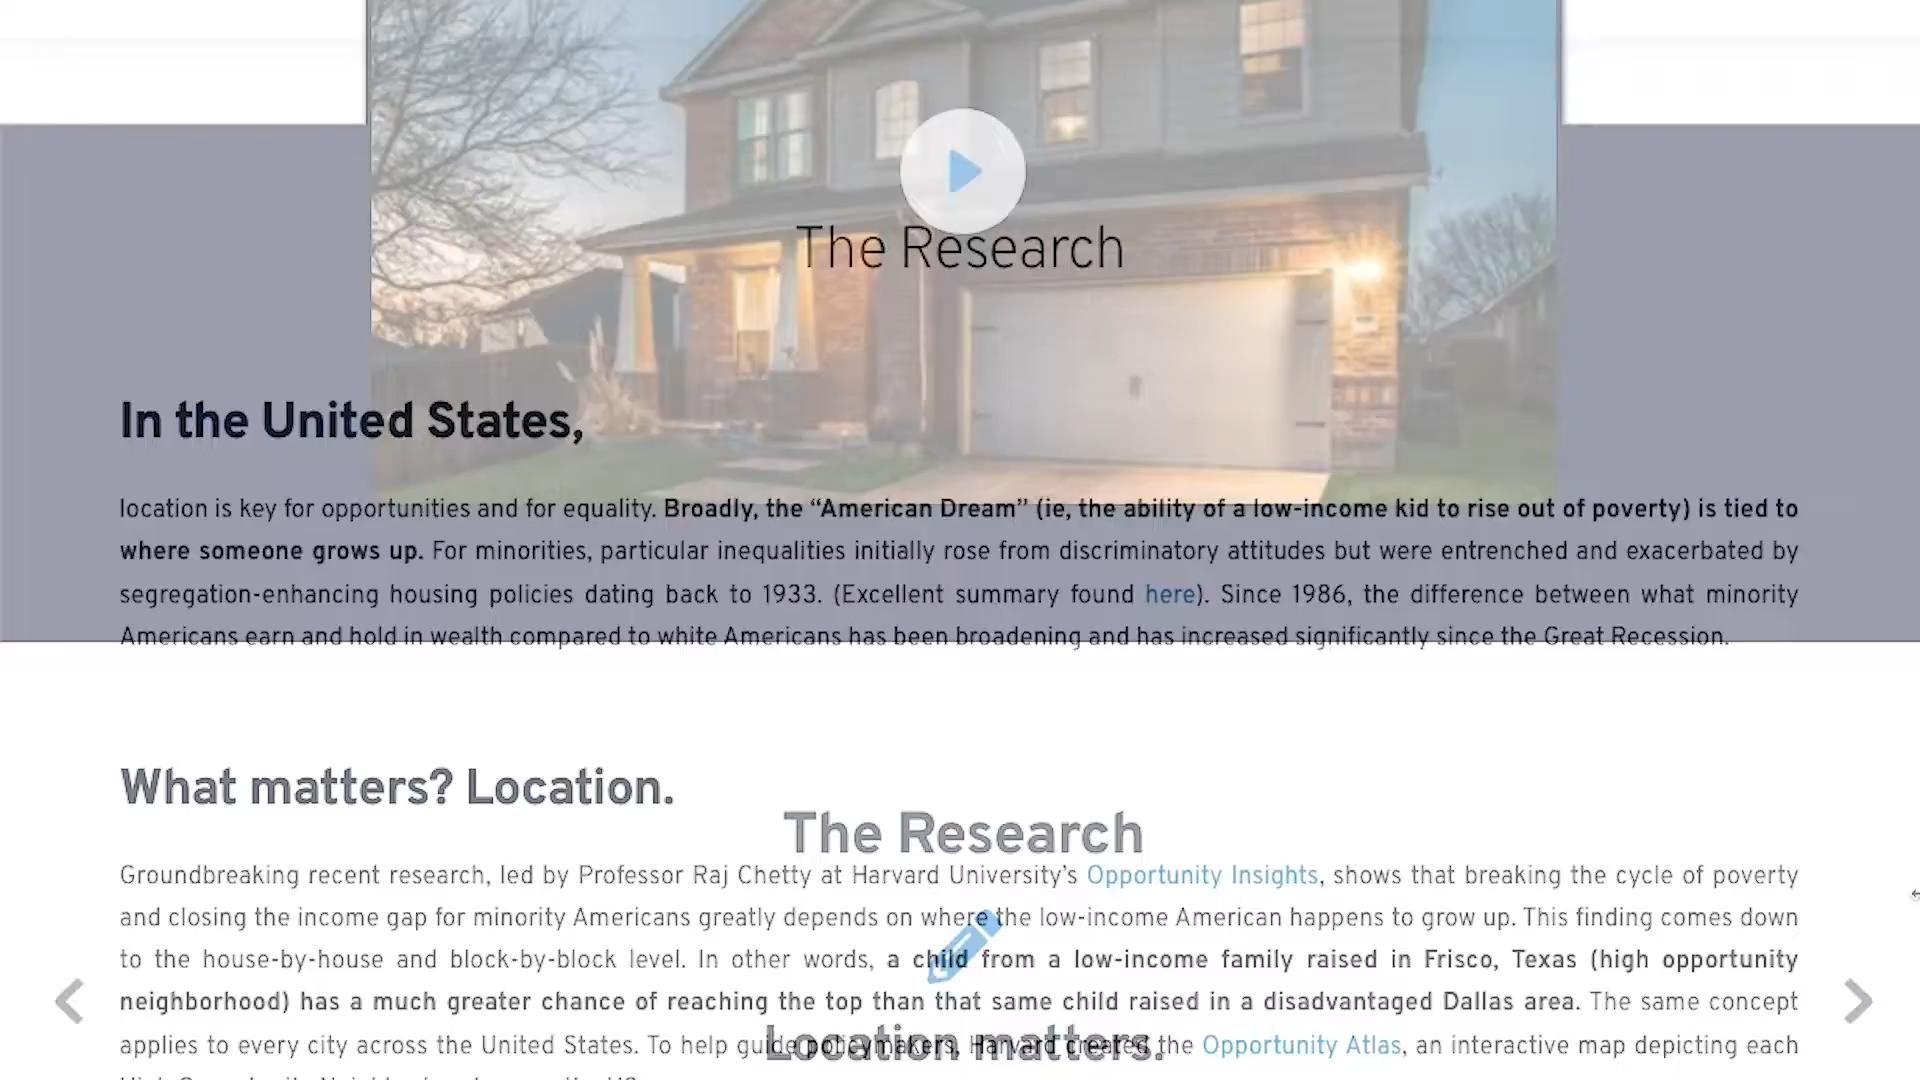 The Research
In the United States,
location is key for opportunities and for equality. Broadly, the “American Dream” (ie, the ability of a low-income kid to rise out of poverty) is tied to
where someone grows up. For minorities, particular inequalities initially rose from discriminatory attitudes but were entrenched and exacerbated by
segregation-enhancing housing policies dating back to 1933. (Excellent summary found here). Since 1986, the difference between what minority
Americans earn and hold in wealth compared to white Americans has been broadening and has increased significantly since the Great Recession.
What matters? Location.
The Research
Groundbreaking recent research, led by Professor Raj Chetty at Harvard University’s Opportunity Insights, shows that breaking the cycle of poverty
and closing the income gap for minority Americans greatly depends on where the low-income American happens to grow up. This finding comes down
to the house-by-house and block-by-block level. In other words, a child from a low-income family raised in Frisco, Texas (high opportunity
neighborhood) has a much greater chance of reaching the top than that same child raised in a disadvantaged Dallas area. The same concept
applies to every city across the United States. To help guide policymakers, Harvard created the Opportunity Atlas, an interactive map depicting each
Location matters.